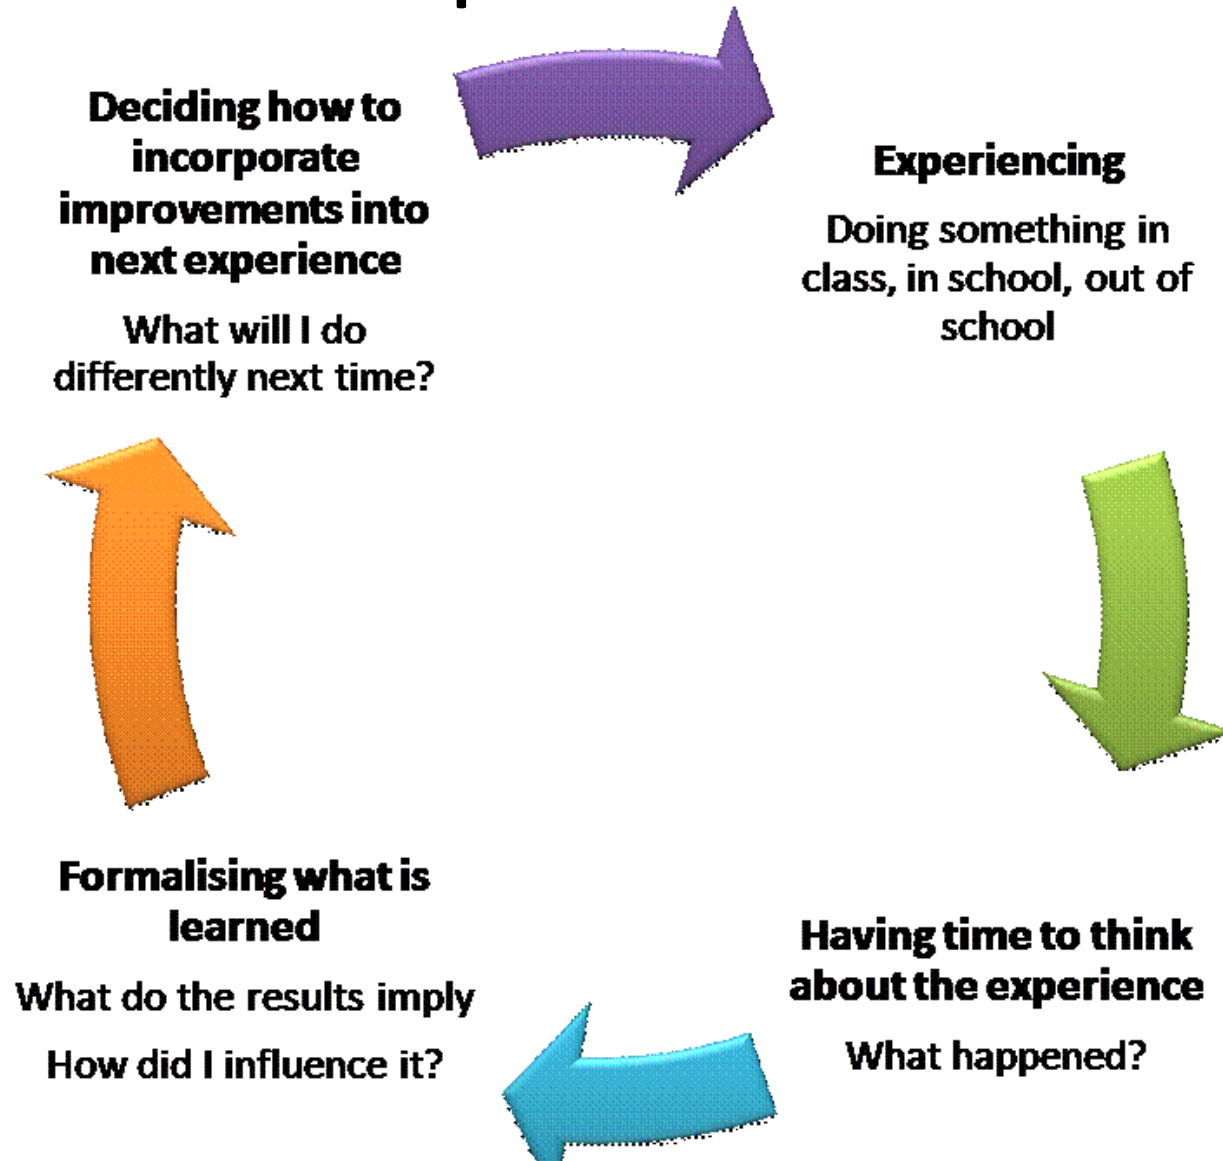 Deciding how to
incorporate
improvements into
next experience
What will I do
differently next time?
Experiencing
Doing something in
class, in school, out of
school
Having time to think
about the experience
What happened?
Formalising what is
learned
What do the results imply
How did I influence it?